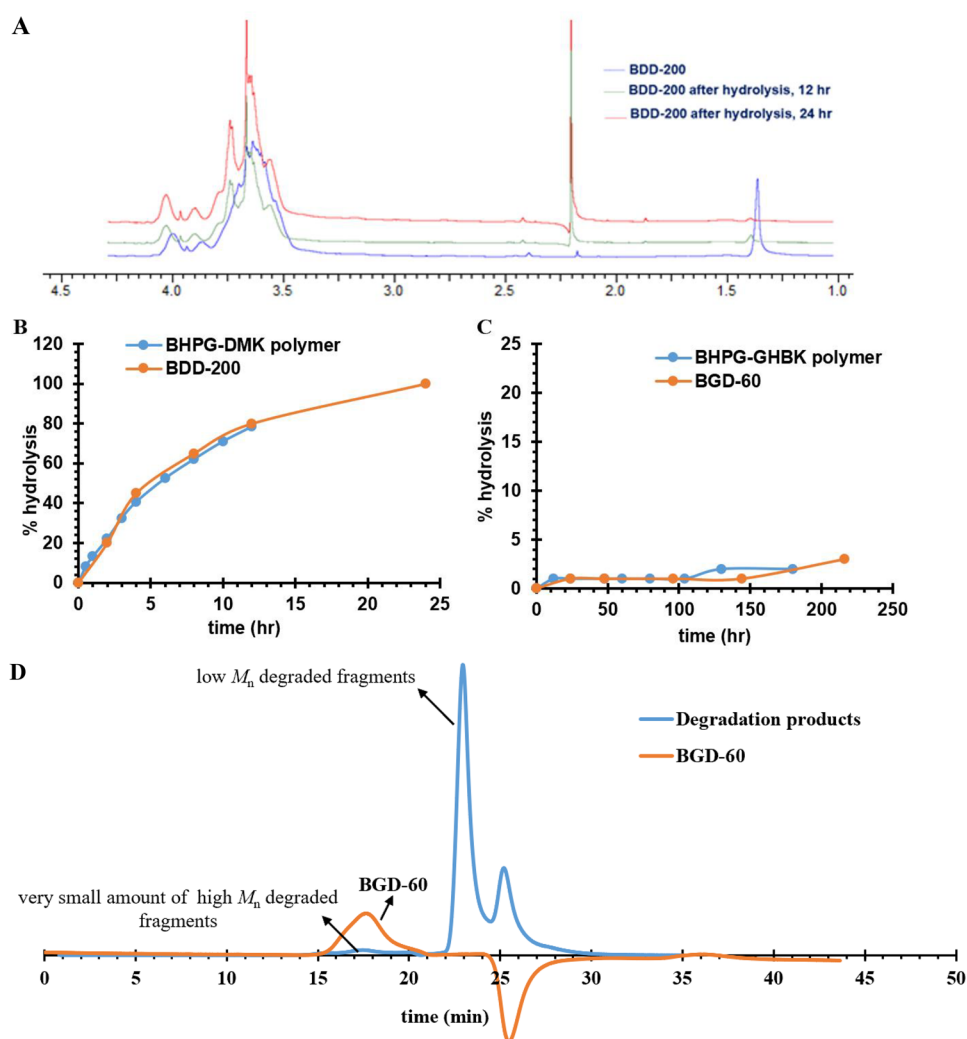 A
BDD-200
BDD-200 after hydrolysis, 12 hr
BDD-200 after hydrolysis, 24 hr
4.5 4.0 3.5 3.0 2.5 2.0 1.5 1.0
B
BHPG-DMK polymer
BDD-200
120
100
80
60
40
20
0
% hydrolysis
0 5 10 15 20 25
time (hr)
C
BHPG-GHBK polymer
BGD-60
25
20
15
10
5
0
% hydrolysis
0 50 100 150 200 250
time (hr)
D
low Mn degraded fragments
Degradation products
BGD-60
BGD-60
very small amount of high Mn degraded
fragments
0 5 10 15 20 25 30 35 40 45 50
time (min)